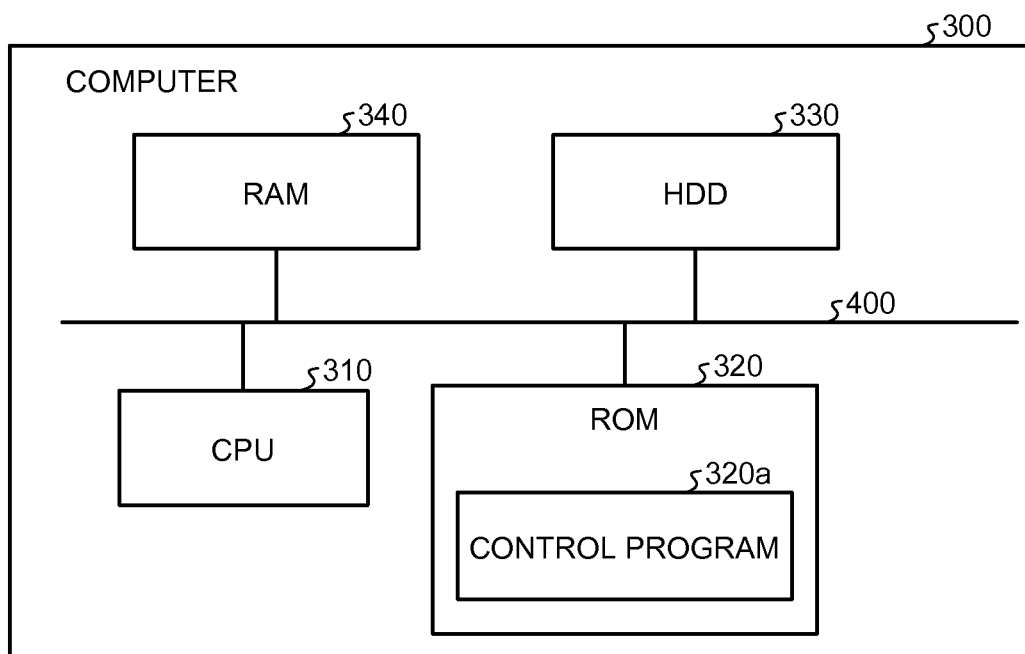 300
COMPUTER
340
330
RAM
HDD
400
310
320
CPU
ROM
320a
CONTROL PROGRAM